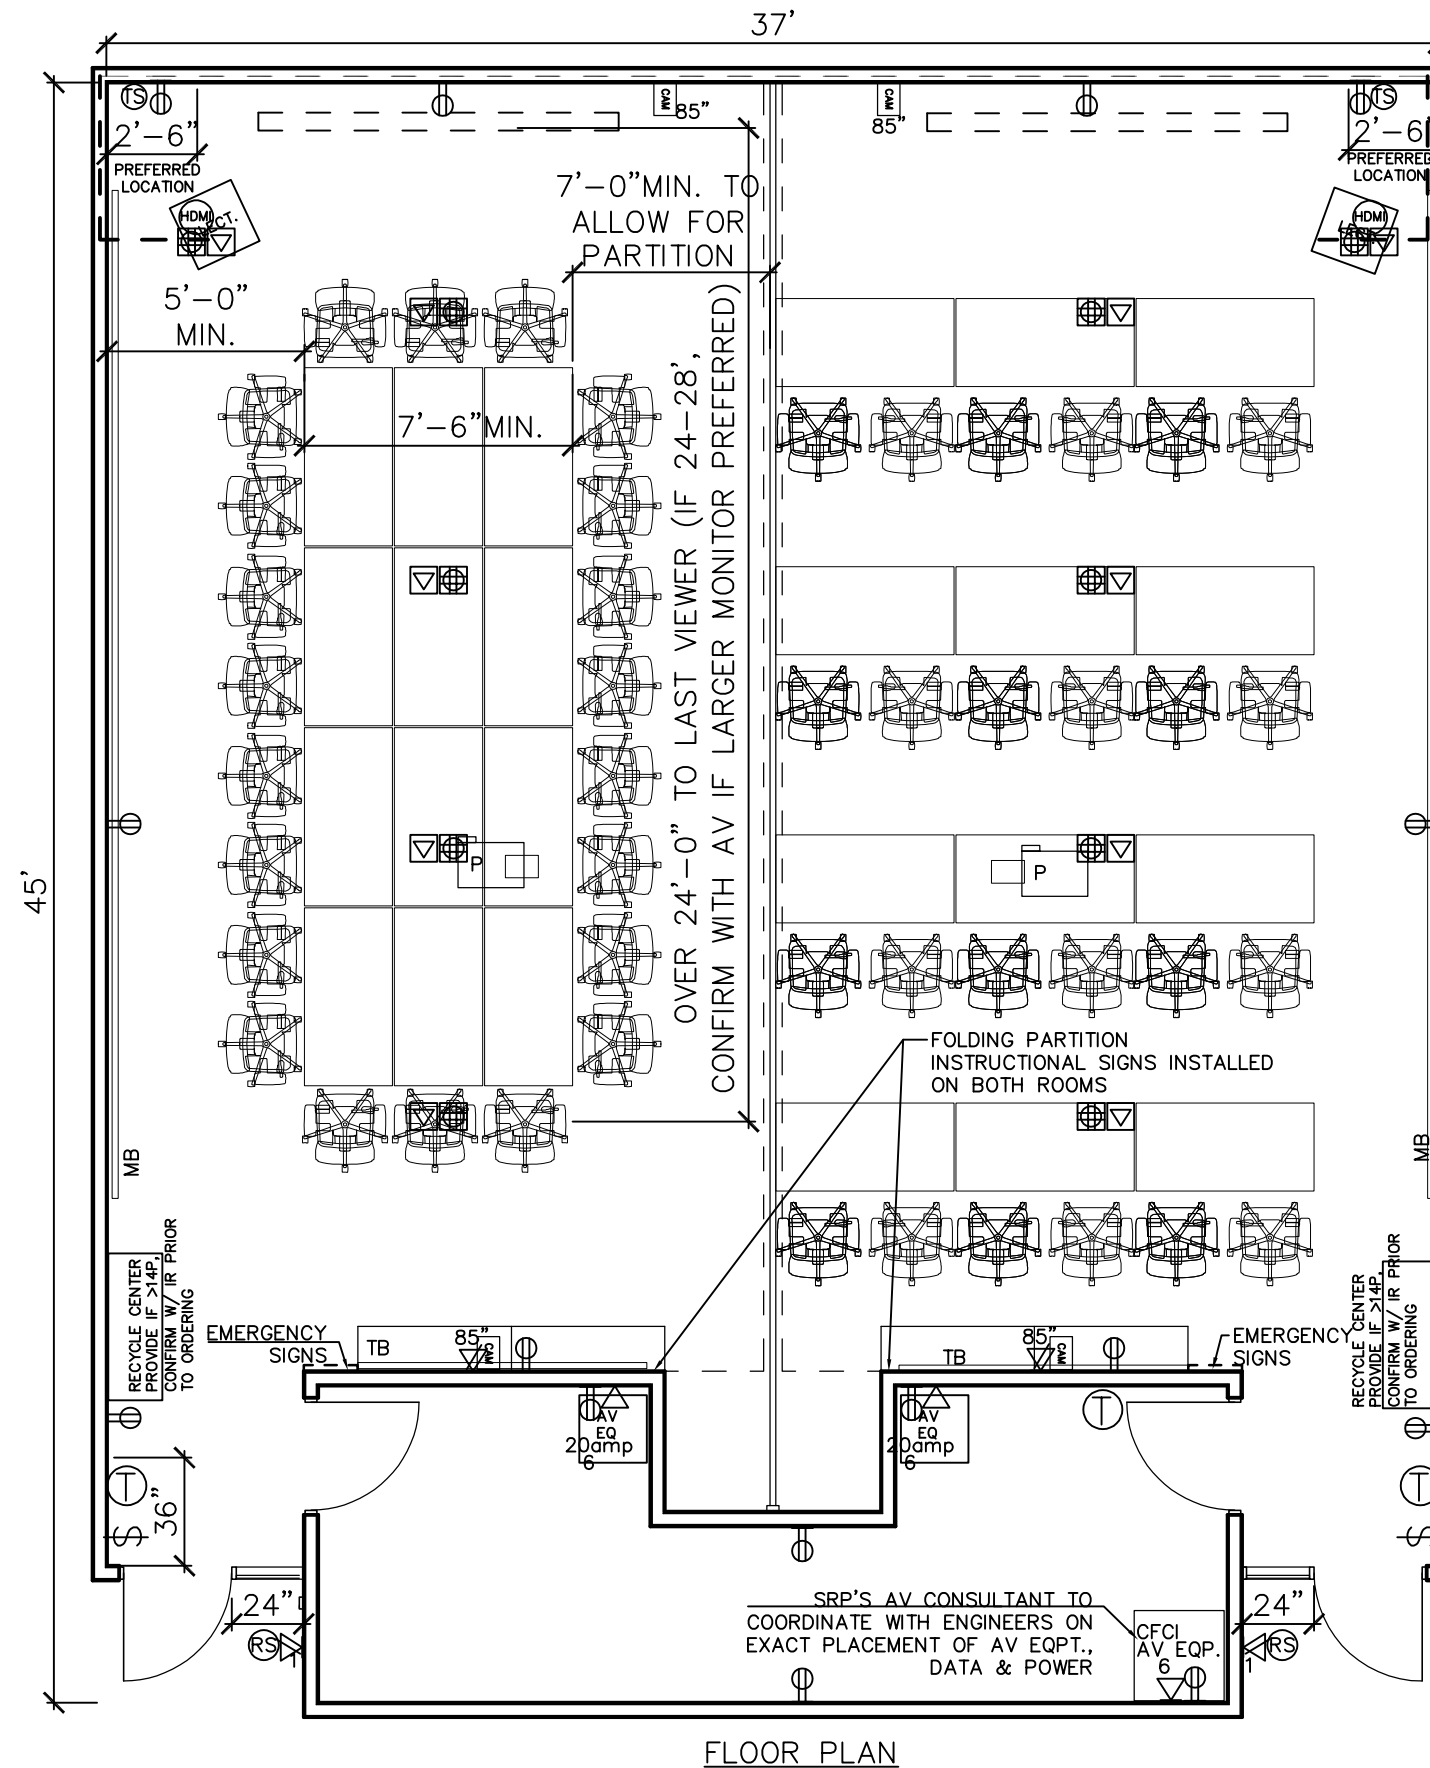 37'
TS
CAM
85"
CAM
85"
TS
2'-6"
PREFERRED
LOCATION
2'-6
PREFERRED
LOCATION
HDMI
LECT.
HDMI
7'-0"MIN. TO
ALLOW FOR
PARTITION
5'-0"
MIN.
7'-6"MIN.
OVER 24'-0" TO LAST VIEWER (IF 24-28',
CONFIRM WITH AV IF LARGER MONITOR PREFERRED)
45'
P
P
FOLDING PARTITION
INSTRUCTIONAL SIGNS INSTALLED
ON BOTH ROOMS
MB
MB
RECYCLE CENTER
PROVIDE IF >14P,
CONFIRM W/ IR PRIOR
TO ORDERING
EMERGENCY
SIGNS
TB
85"
CAM
85"
CAM
TB
EMERGENCY
SIGNS
RECYCLE CENTER
PROVIDE IF >14P,
CONFIRM W/ IR PRIOR
TO ORDERING
AV
EQ
20amp
6
AV
EQ
20amp
6
T
T
T
$
36"
$
24"
RS
1
SRP'S AV CONSULTANT TO
COORDINATE WITH ENGINEERS ON
EXACT PLACEMENT OF AV EQPT.,
DATA & POWER
CFCI
AV EQP.
6
24"
RS
1
FLOOR PLAN